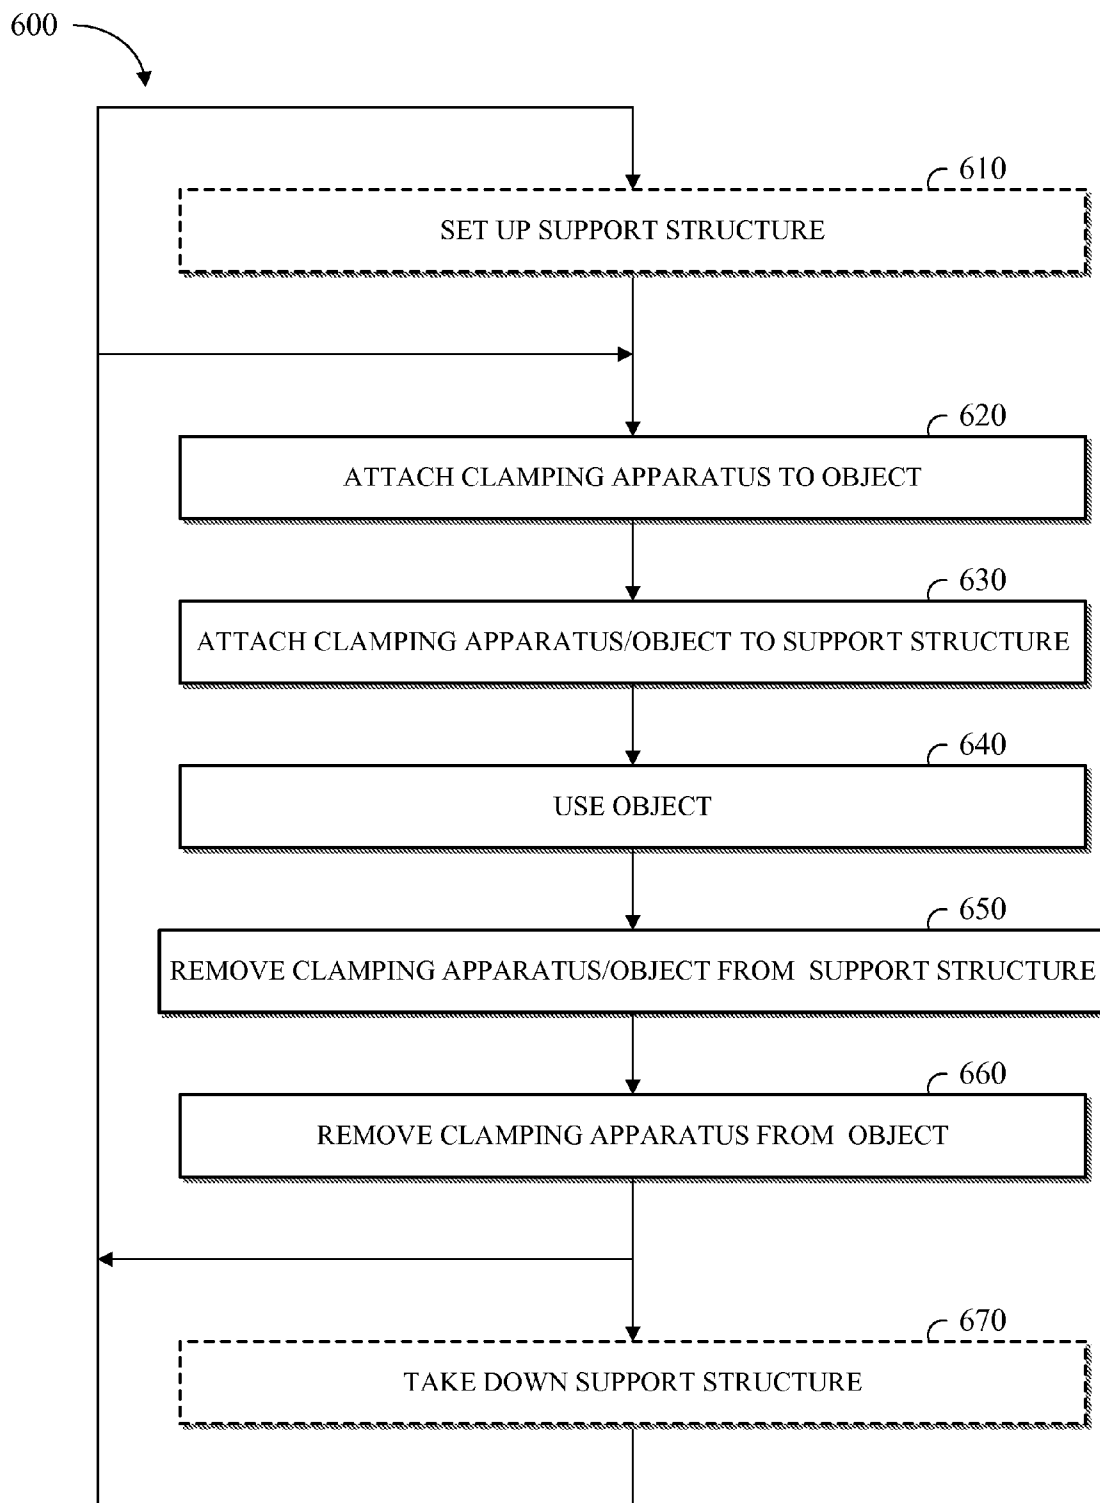 600
610
SET UP SUPPORT STRUCTURE
620
ATTACH CLAMPING APPARATUS TO OBJECT
630
ATTACH CLAMPING APPARATUS/OBJECT TO SUPPORT STRUCTURE
640
USE OBJECT
650
REMOVE CLAMPING APPARATUS/OBJECT FROM SUPPORT STRUCTURE
660
REMOVE CLAMPING APPARATUS FROM OBJECT
670
TAKE DOWN SUPPORT STRUCTURE